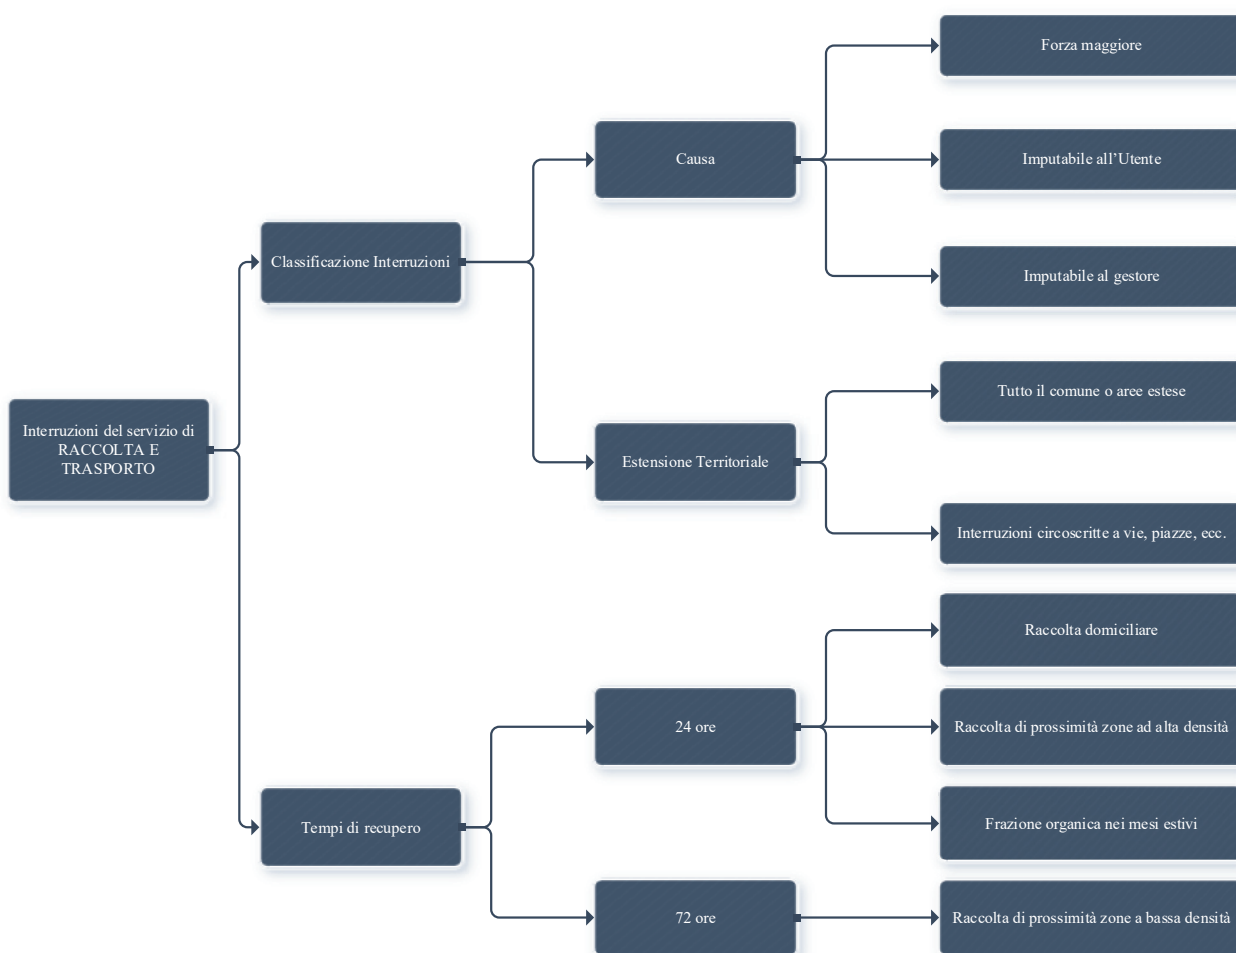 Forza maggiore
Causa
Imputabile all’Utente
Classificazione Interruzioni
Imputabile al gestore
Tutto il comune o aree estese
Interruzioni del servizio di
RACCOLTA E
TRASPORTO
Estensione Territoriale
Interruzioni circoscritte a vie, piazze, ecc.
Raccolta domiciliare
24 ore
Raccolta di prossimità zone ad alta densità
Tempi di recupero
Frazione organica nei mesi estivi
72 ore
Raccolta di prossimità zone a bassa densità